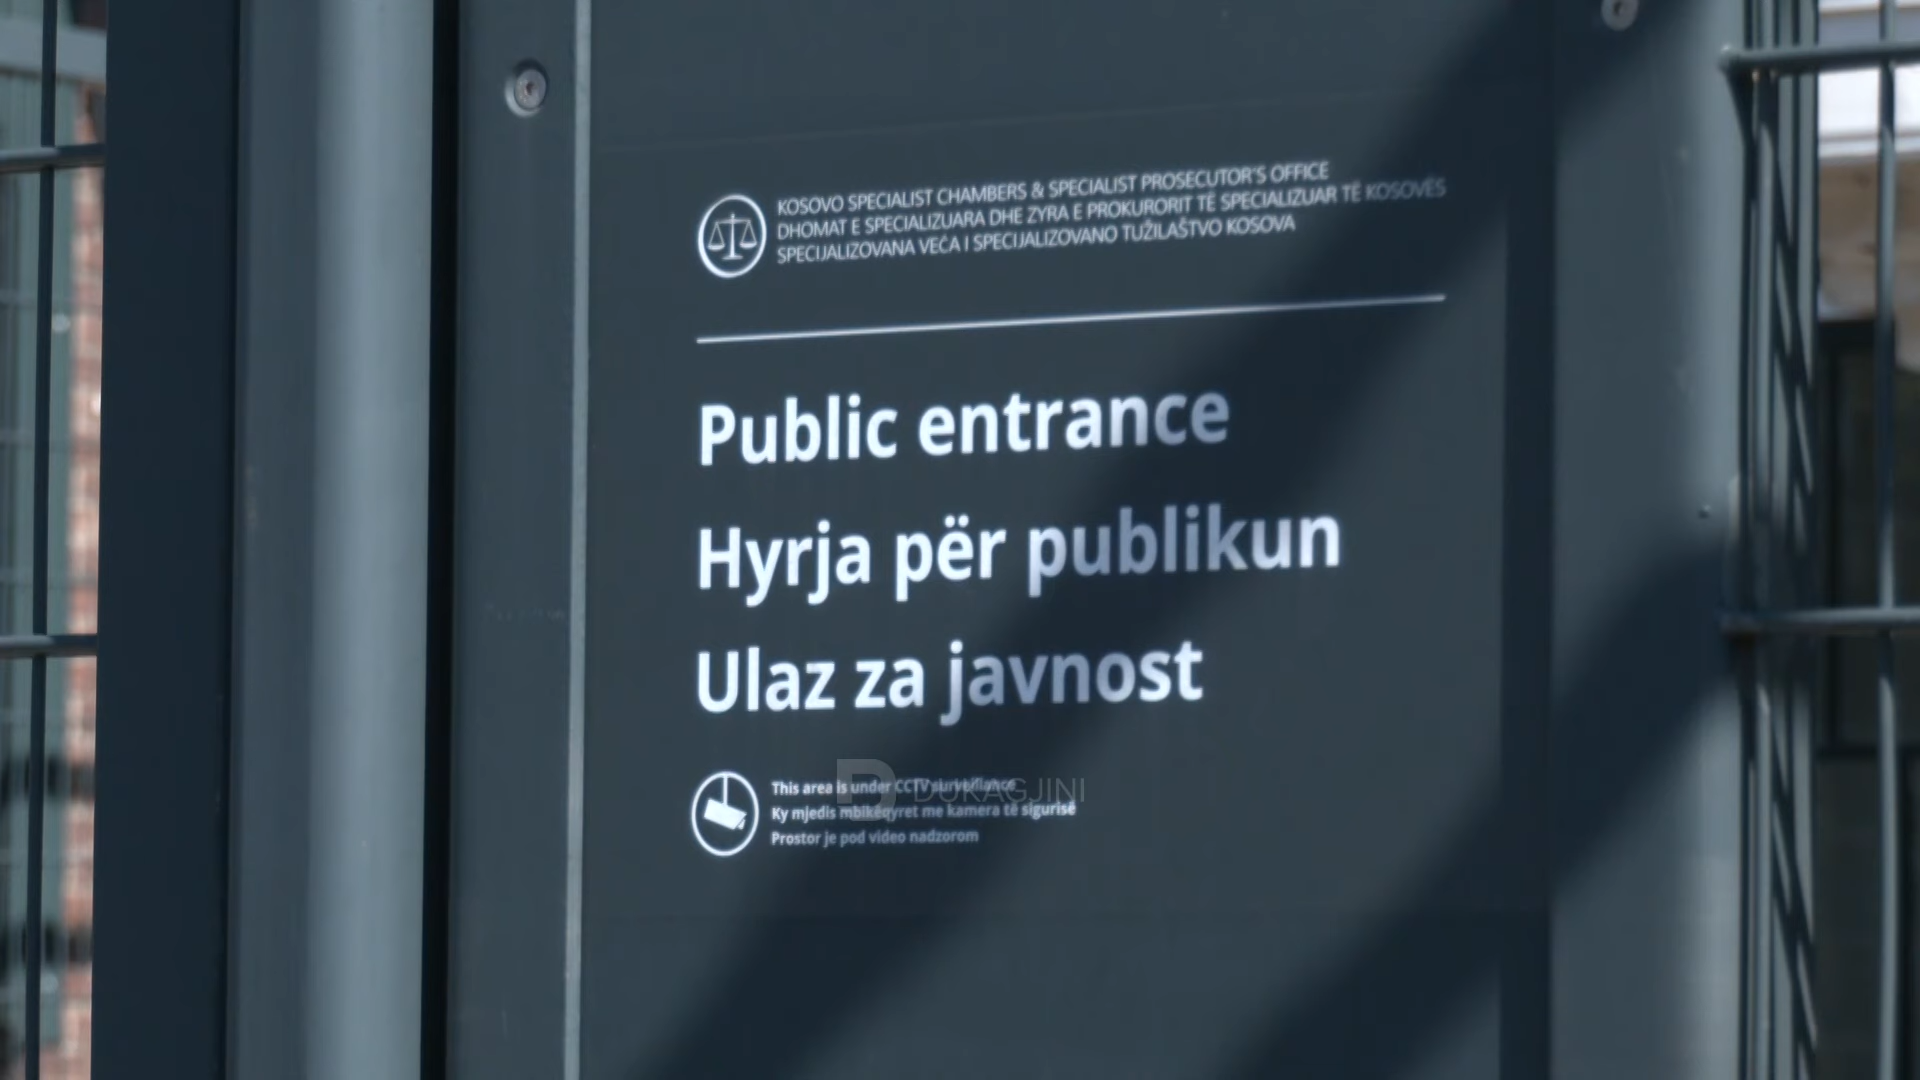 KOSOVO SPECIALIST CHAMBERS & SPECIALIST PROSECUTOR'S OFFICE
DHOMAT E SPECIALIZUARA DHE ZYRA E PROKURORIT TË SPECIALIZUAR TË KOSOVËS
SPECIJALIZOVANA VEĆA I SPECIJALIZOVANO TUŽILAŠTVO KOSOVA
Public entrance
Hyrja për publikun
Ulaz za javnost
This area is under CCTV surveillance
Ky mjedis mbikëqyret me kamera të sigurisë
Prostor je pod video nadzorom
DUKAGJINI